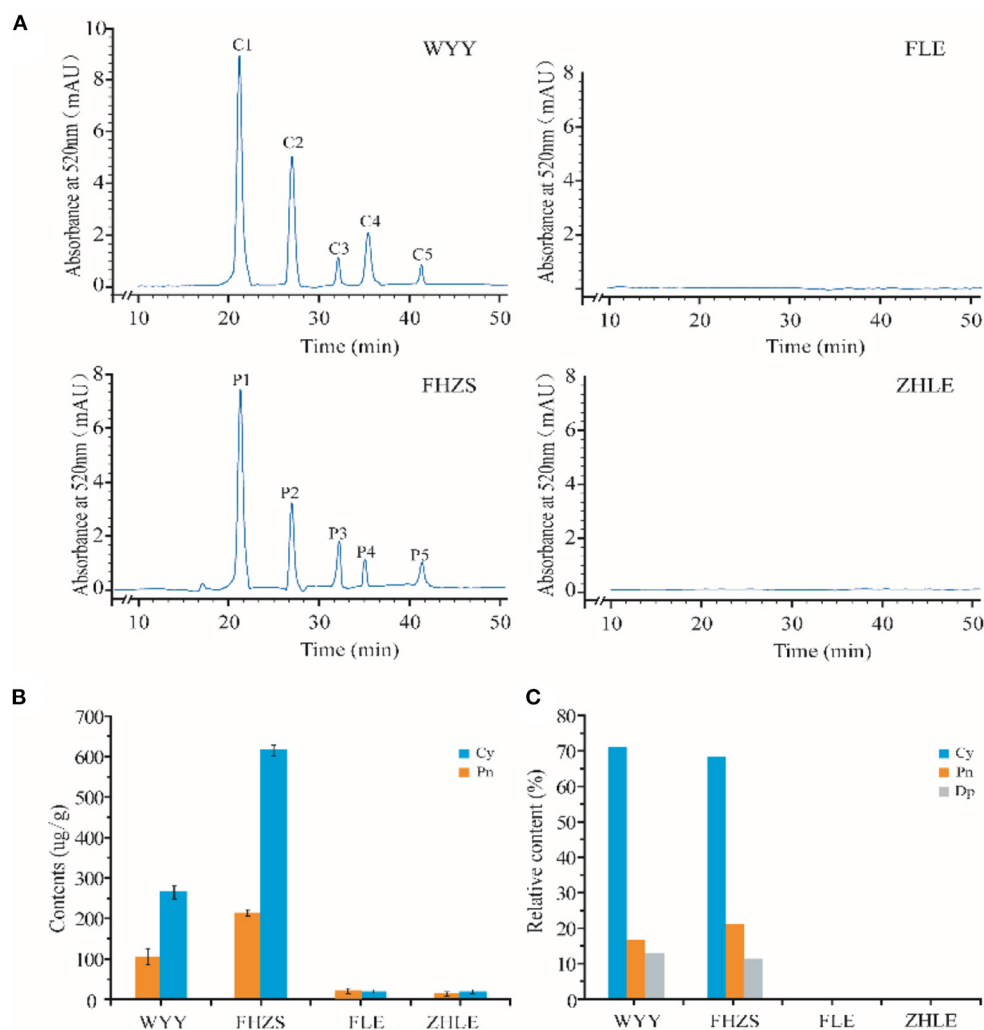 A
WYY
Absorbance at 520nm (mAU)
10
8
6
4
2
0
C1
C2
C3
C4
C5
10 20 30 40 50
Time (min)
FLE
Absorbance at 520nm (mAU)
8
6
4
2
10 20 30 40 50
Time (min)
FHZS
Absorbance at 520nm (mAU)
8
6
4
2
0
P1
P2
P3
P4
P5
10 20 30 40 50
Time (min)
ZHLE
Absorbance at 520nm (mAU)
8
6
4
2
0
10 20 30 40 50
Time (min)
B
Contents (ug/g)
700
600
500
400
300
200
100
0
Cy
Pn
WYY FHZS FLE ZHLE
C
Relative content (%)
80
70
60
50
40
30
20
10
0
Cy
Pn
Dp
WYY FHZS FLE ZHLE